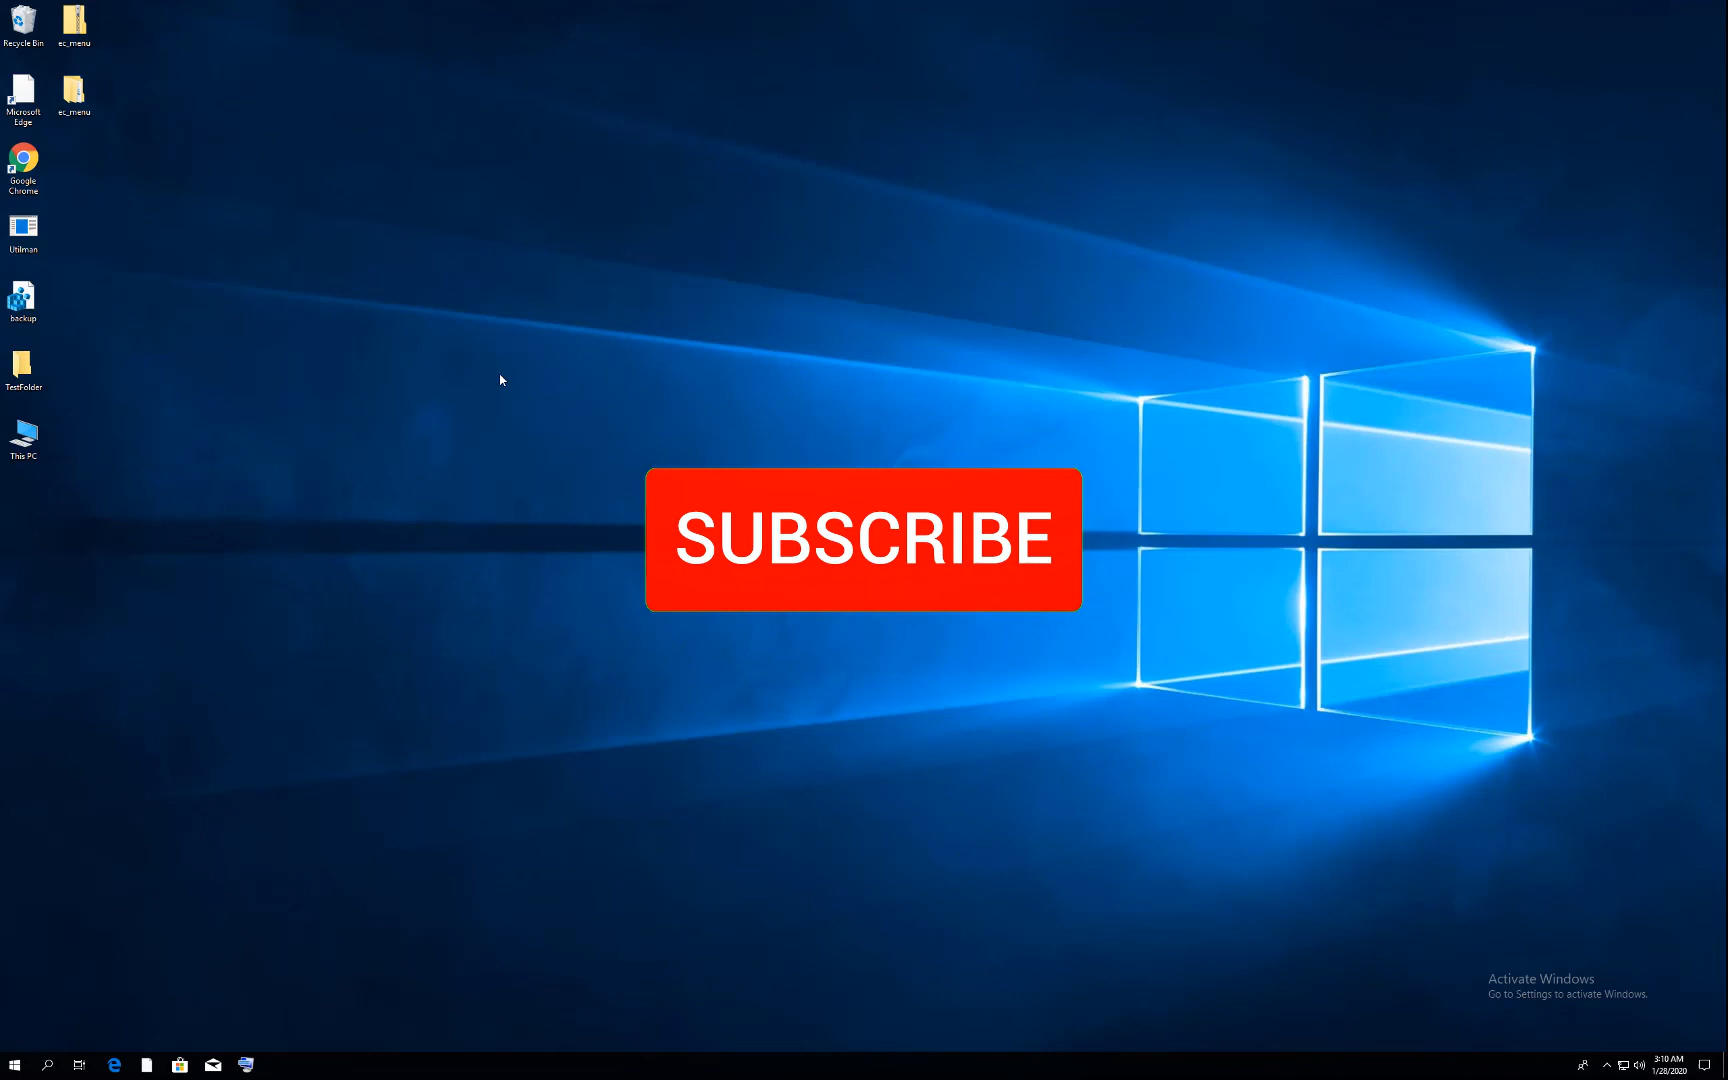 Recycle Bin
ec_menu
Microsoft
Edge
ec_menu
Google
Chrome
Utilman
backup
TestFolder
This PC
SUBSCRIBE
Activate Windows
Go to Settings to activate Windows.
3:10 AM
1/28/2020